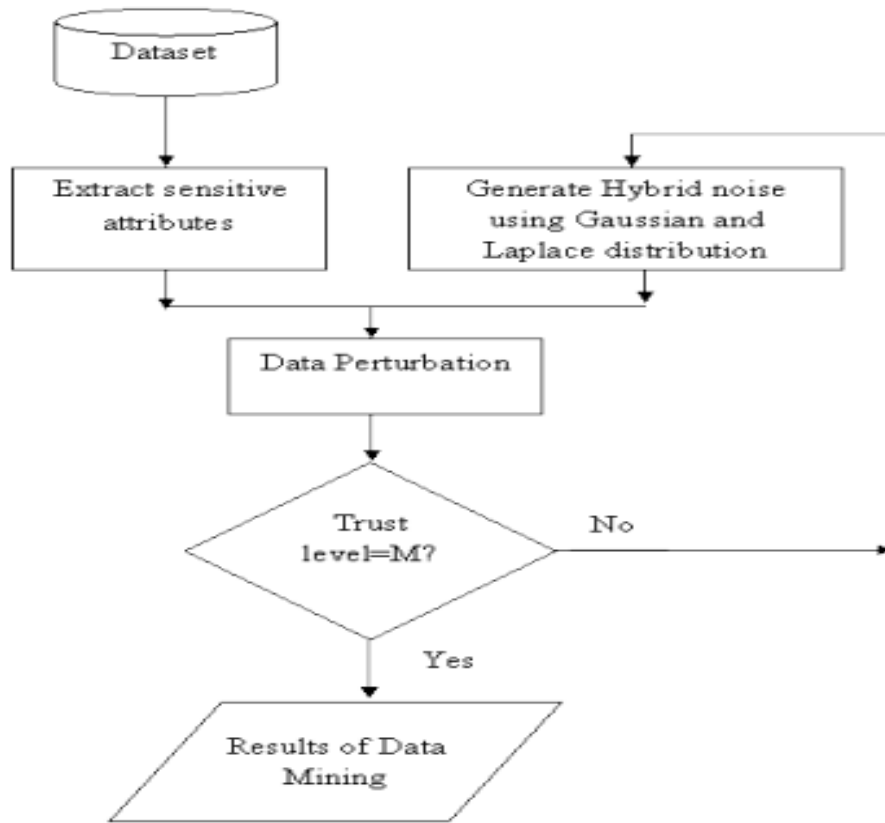 Dataset
Extract sensitive
attributes
Generate Hybrid noise
using Gaussian and
Laplace distribution
Data Perturbation
Trust
level=M?
No
Yes
Results of Data
Mining